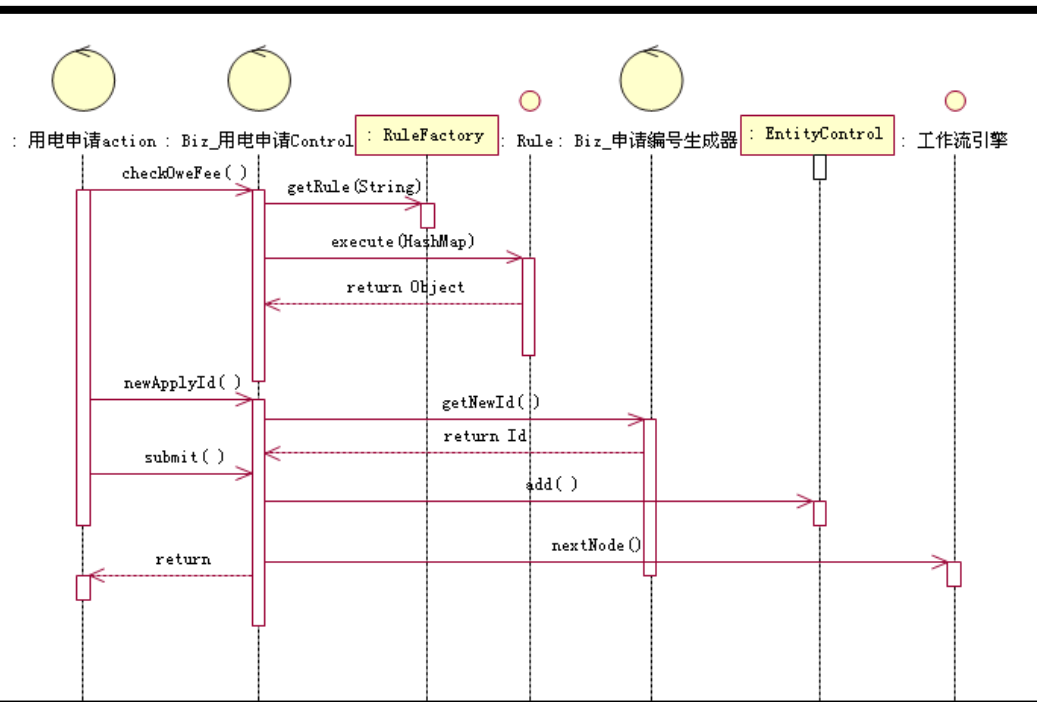 : RuleFactory
: EntityControl
: 用电申请action
: Biz_用电申请Control
: Rule
: Biz_申请编号生成器
: 工作流引擎
checkOweFee( )
getRule(String)
execute(HashMap)
return Object
newApplyId( )
getNewId( )
return Id
submit( )
add( )
nextNode()
return